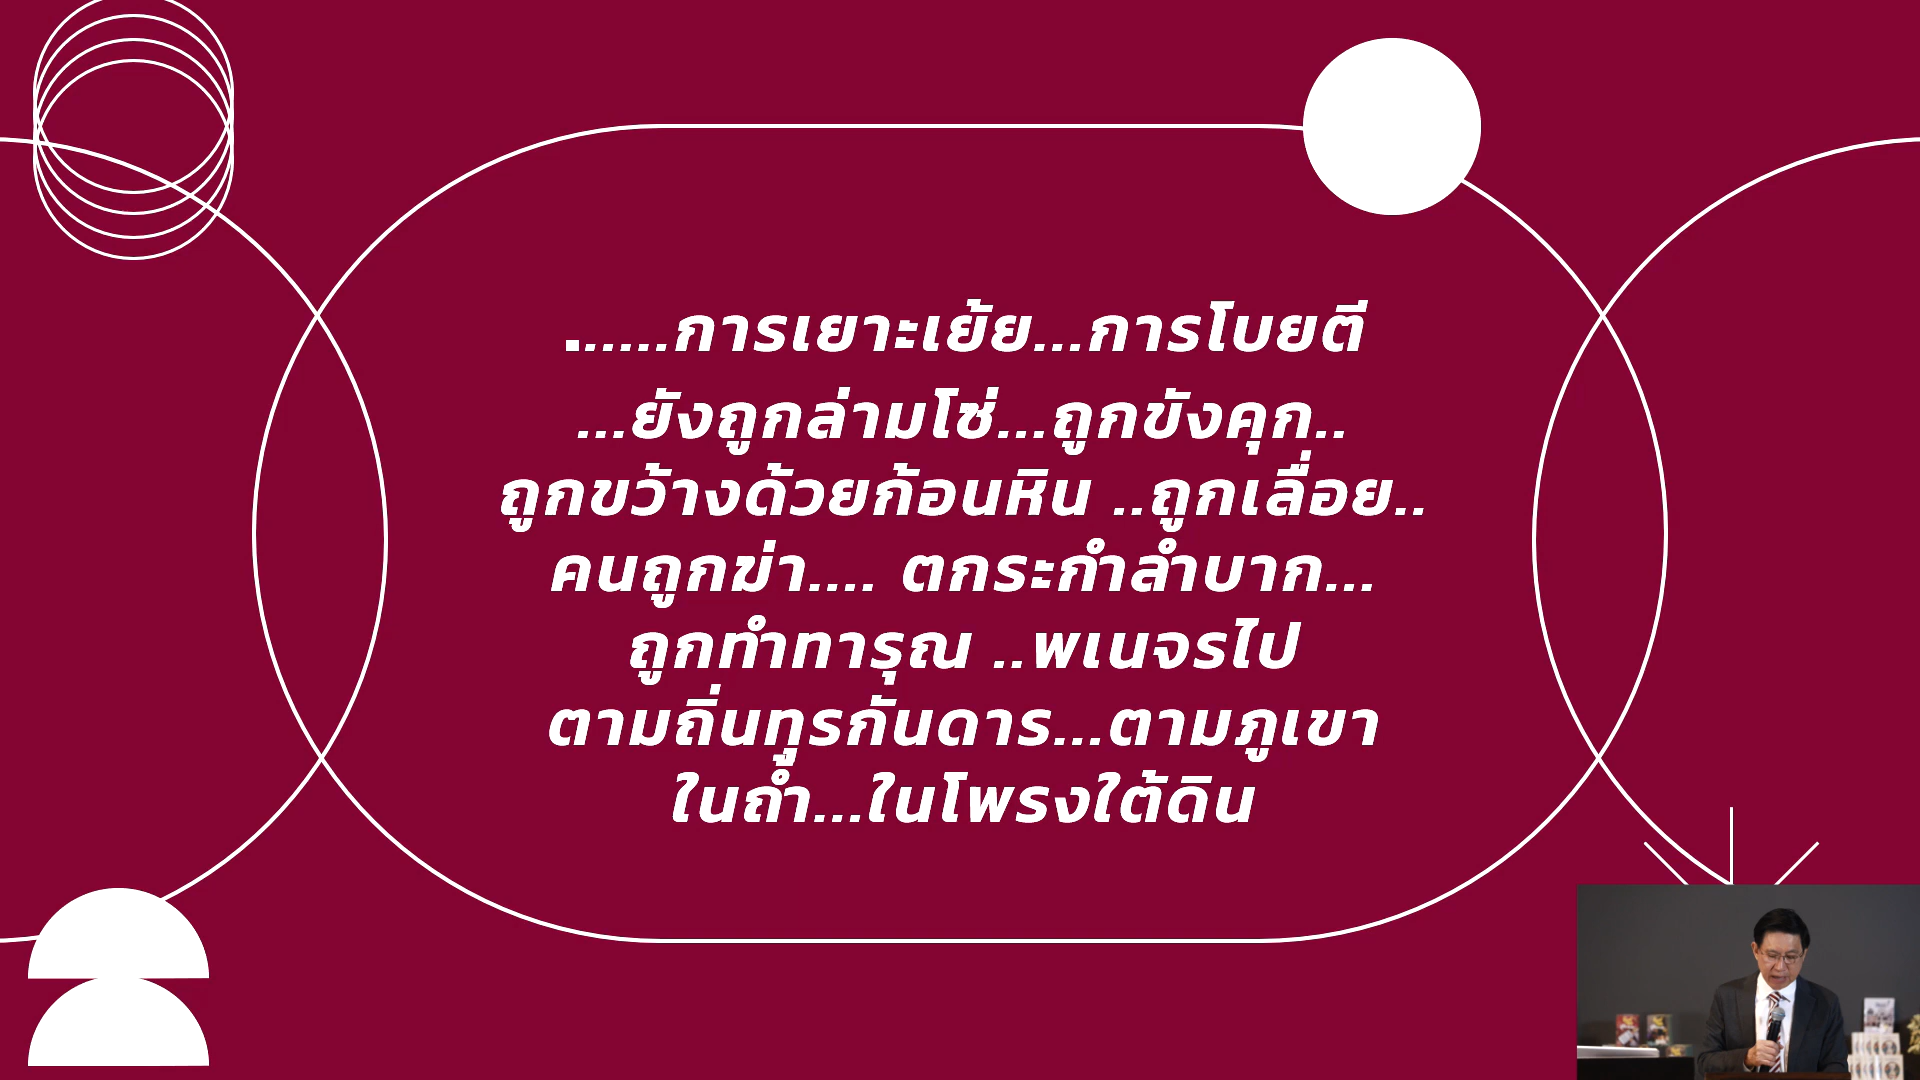 ......การเยาะเย้ย...การโบยตี
...ยังถูกล่ามโซ่...ถูกขังคุก..
ถูกขว้างด้วยก้อนหิน ..ถูกเลื่อย..
คนถูกฆ่า.... ตกระกำลำบาก...
ถูกทำทารุณ ..พเนจรไป
ตามถิ่นทุรกันดาร...ตามภูเขา
ในถ้ำ...ในโพรงใต้ดิน